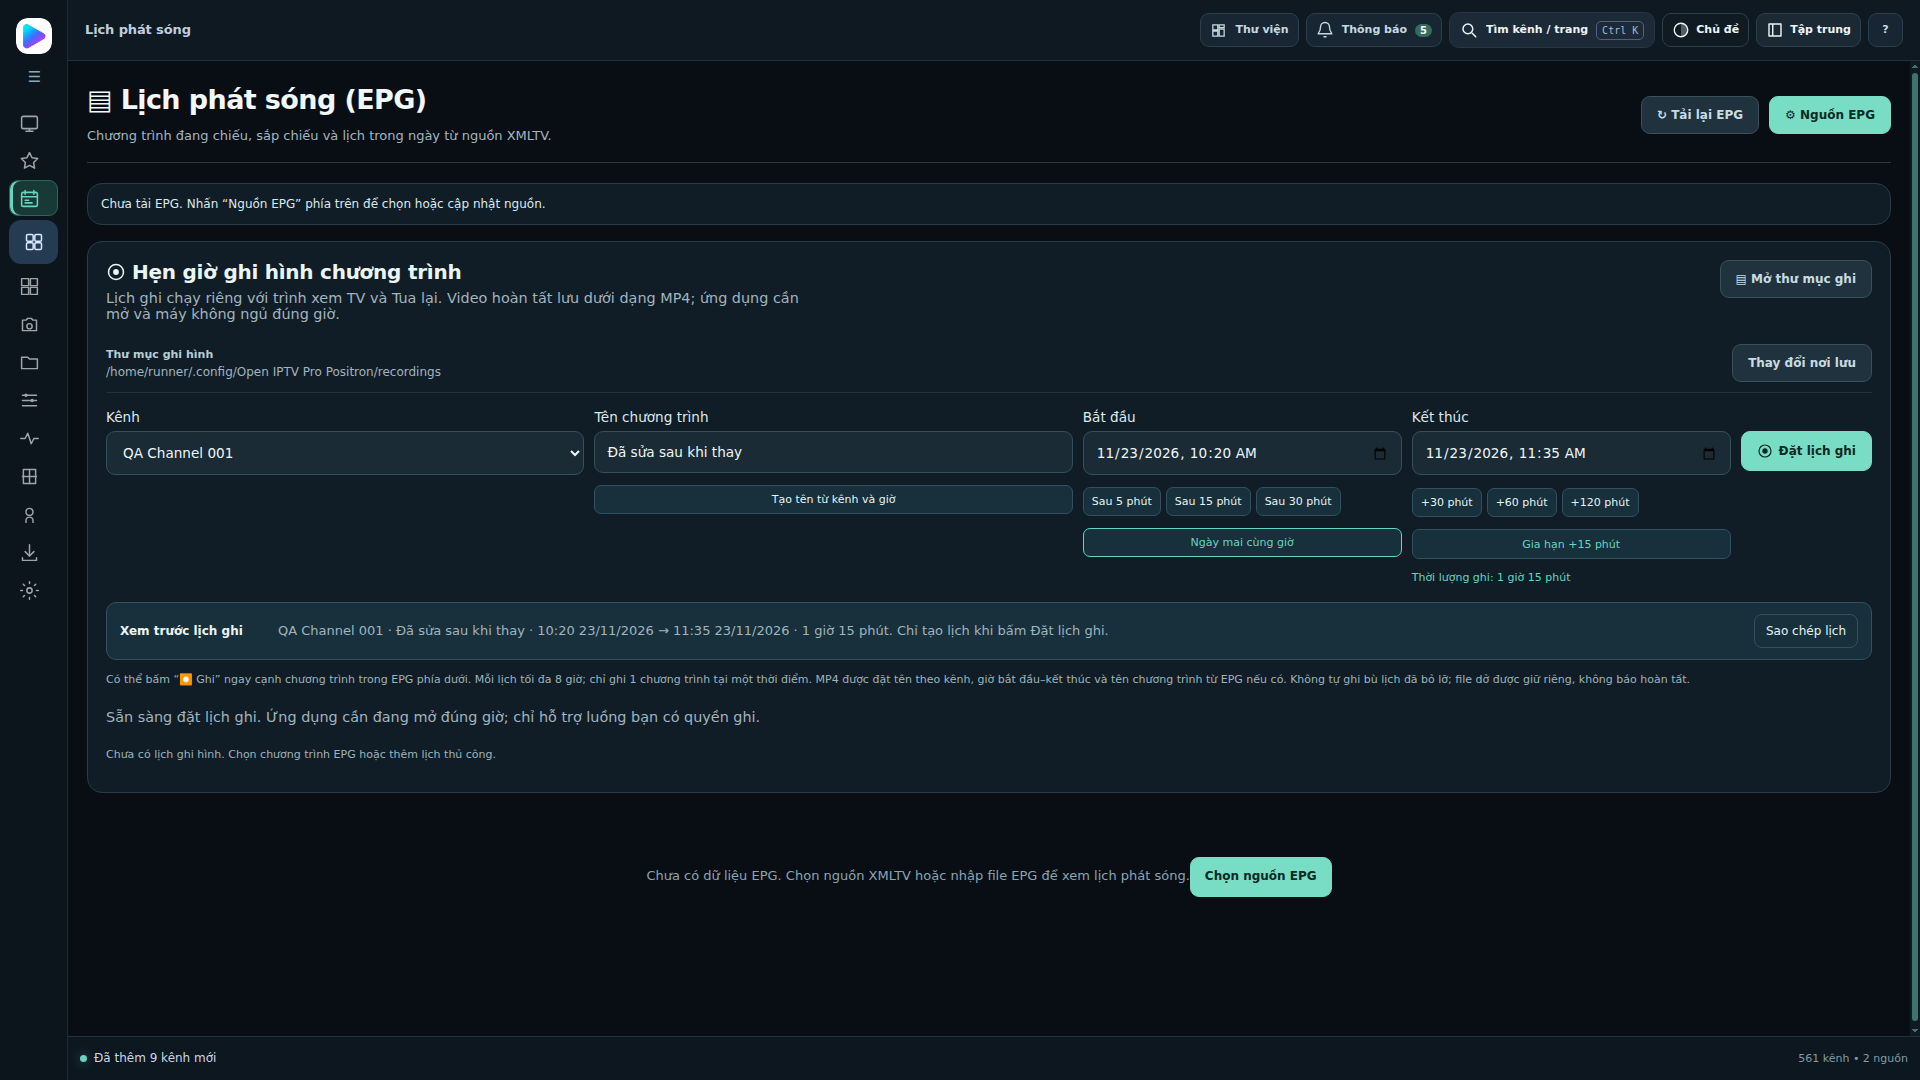 Lịch phát sóng
Thư viện
Thông báo 5
Tìm kênh / trang Ctrl K
Chủ đề
Tập trung
?
▤ Lịch phát sóng (EPG)
Chương trình đang chiếu, sắp chiếu và lịch trong ngày từ nguồn XMLTV.
↻ Tải lại EPG
⚙ Nguồn EPG
Chưa tải EPG. Nhấn “Nguồn EPG” phía trên để chọn hoặc cập nhật nguồn.
Hẹn giờ ghi hình chương trình
Lịch ghi chạy riêng với trình xem TV và Tua lại. Video hoàn tất lưu dưới dạng MP4; ứng dụng cần
mở và máy không ngủ đúng giờ.
▤ Mở thư mục ghi
Thư mục ghi hình
/home/runner/.config/Open IPTV Pro Positron/recordings
Thay đổi nơi lưu
Kênh
Tên chương trình
Bắt đầu
Kết thúc
QA Channel 001
Đã sửa sau khi thay
11/23/2026, 10:20 AM
11/23/2026, 11:35 AM
Đặt lịch ghi
Tạo tên từ kênh và giờ
Sau 5 phút
Sau 15 phút
Sau 30 phút
+30 phút
+60 phút
+120 phút
Ngày mai cùng giờ
Gia hạn +15 phút
Thời lượng ghi: 1 giờ 15 phút
Xem trước lịch ghi
QA Channel 001 · Đã sửa sau khi thay · 10:20 23/11/2026 → 11:35 23/11/2026 · 1 giờ 15 phút. Chỉ tạo lịch khi bấm Đặt lịch ghi.
Sao chép lịch
Có thể bấm “⏺ Ghi” ngay cạnh chương trình trong EPG phía dưới. Mỗi lịch tối đa 8 giờ; chỉ ghi 1 chương trình tại một thời điểm. MP4 được đặt tên theo kênh, giờ bắt đầu–kết thúc và tên chương trình từ EPG nếu có. Không tự ghi bù lịch đã bỏ lỡ; file dở được giữ riêng, không báo hoàn tất.
Sẵn sàng đặt lịch ghi. Ứng dụng cần đang mở đúng giờ; chỉ hỗ trợ luồng bạn có quyền ghi.
Chưa có lịch ghi hình. Chọn chương trình EPG hoặc thêm lịch thủ công.
Chưa có dữ liệu EPG. Chọn nguồn XMLTV hoặc nhập file EPG để xem lịch phát sóng.
Chọn nguồn EPG
Đã thêm 9 kênh mới
561 kênh • 2 nguồn